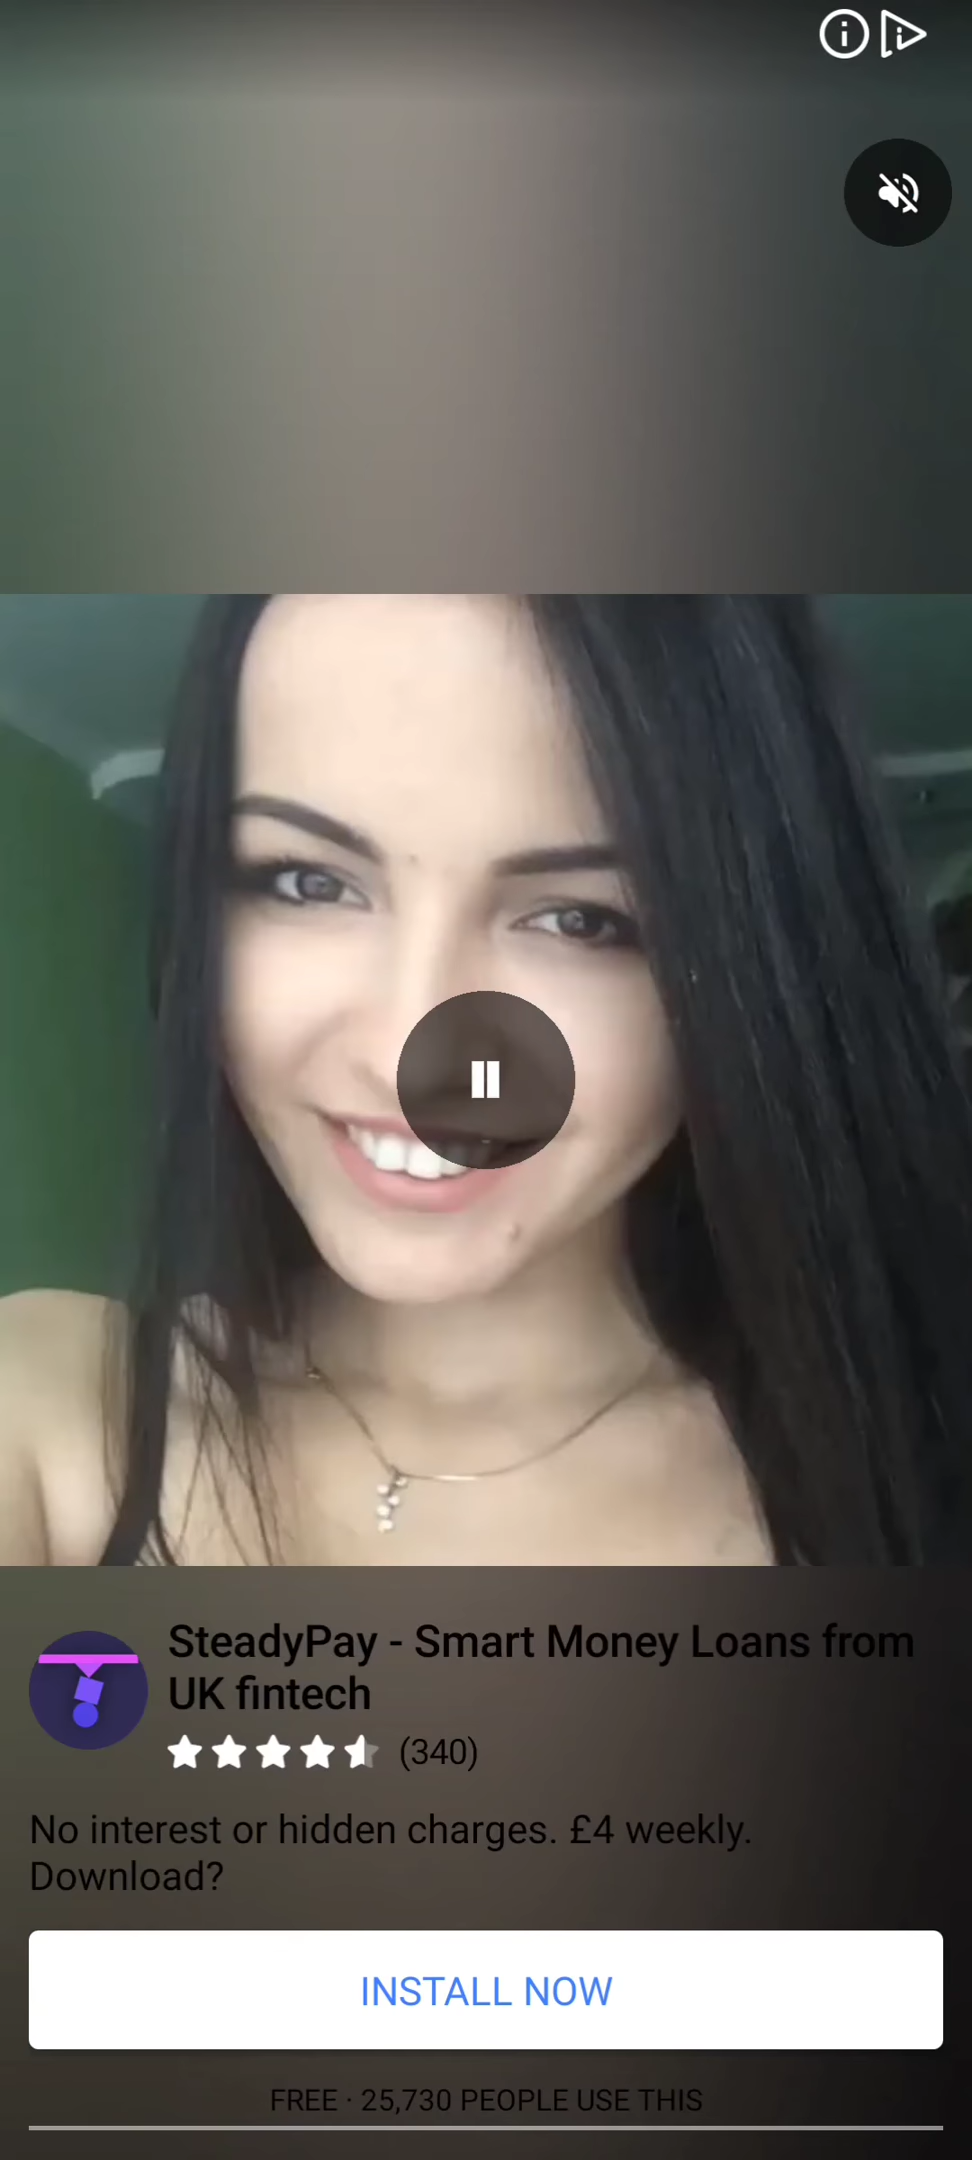 SteadyPay - Smart Money Loans from
UK fintech
(340)
No interest or hidden charges. £4 weekly.
Download?
INSTALL NOW
FREE · 25,730 PEOPLE USE THIS